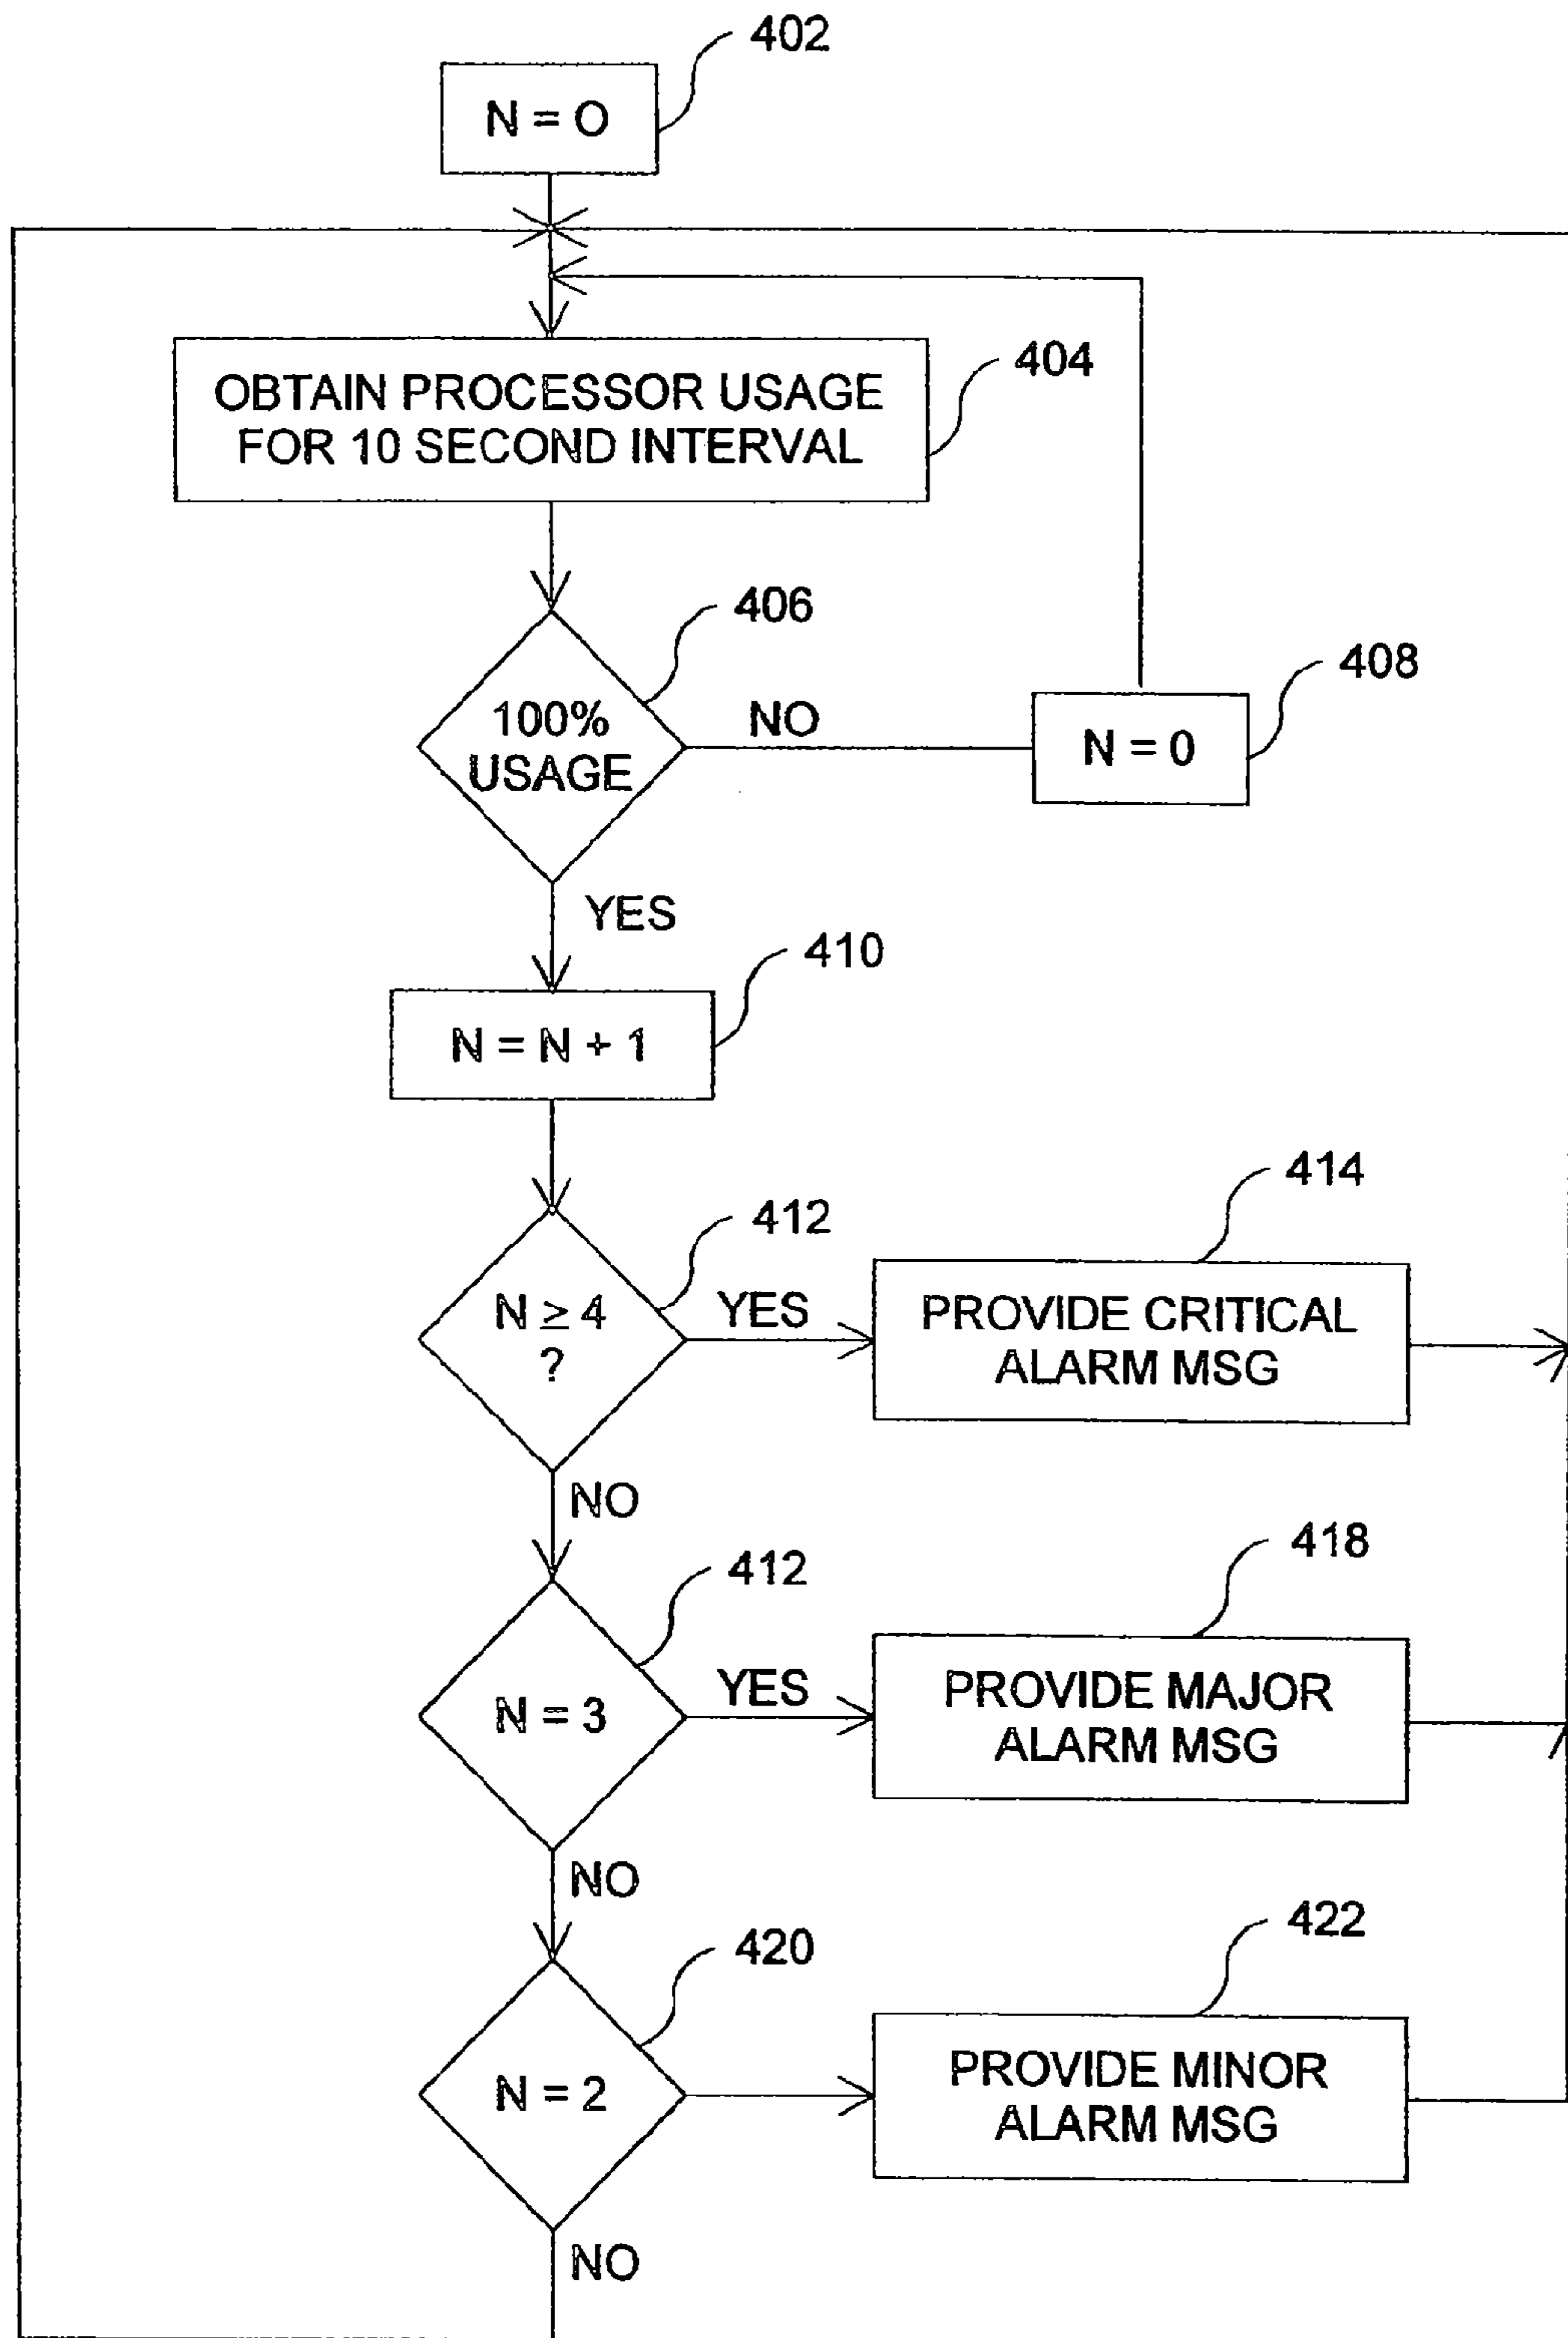 402
N = O
404
OBTAIN PROCESSOR USAGE
FOR 10 SECOND INTERVAL
406
408
100%
USAGE
NO
N = 0
YES
410
N = N + 1
412
414
N ≥ 4
?
YES
PROVIDE CRITICAL
ALARM MSG
NO
412
418
N = 3
YES
PROVIDE MAJOR
ALARM MSG
NO
420
422
N = 2
PROVIDE MINOR
ALARM MSG
NO